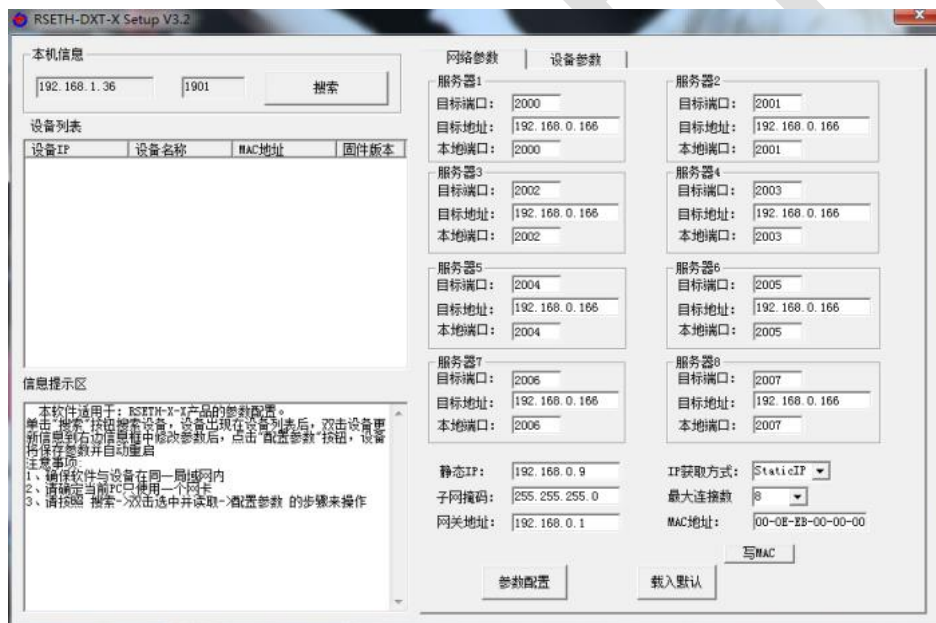 RSETH-DXT-X Setup V3.2
本机信息
192.168.1.36
1901
搜索
设备列表
设备IP 设备名称 MAC地址 固件版本
信息提示区
本软件适用于：RSETH-X-X产品的参数配置。
单击"搜索"按钮搜索设备，设备出现在设备列表后，双击设备更
新信息到右边信息框中修改参数后，点击"配置参数"按钮，设备
将保存参数并自动重启
注意事项:
1、确保软件与设备在同一局域网内
2、请确定当前PC只使用一个网卡
3、请按照 搜索->双击选中并读取->配置参数 的步骤来操作
网络参数 设备参数
服务器1
目标端口： 2000
目标地址： 192.168.0.166
本地端口： 2000
服务器2
目标端口： 2001
目标地址： 192.168.0.166
本地端口： 2001
服务器3
目标端口： 2002
目标地址： 192.168.0.166
本地端口： 2002
服务器4
目标端口： 2003
目标地址： 192.168.0.166
本地端口： 2003
服务器5
目标端口： 2004
目标地址： 192.168.0.166
本地端口： 2004
服务器6
目标端口： 2005
目标地址： 192.168.0.166
本地端口： 2005
服务器7
目标端口： 2006
目标地址： 192.168.0.166
本地端口： 2006
服务器8
目标端口： 2007
目标地址： 192.168.0.166
本地端口： 2007
静态IP： 192.168.0.9
子网掩码： 255.255.255.0
网关地址： 192.168.0.1
IP获取方式： StaticIP
最大连接数 8
MAC地址： 00-0E-EB-00-00-00
写MAC
参数配置
载入默认